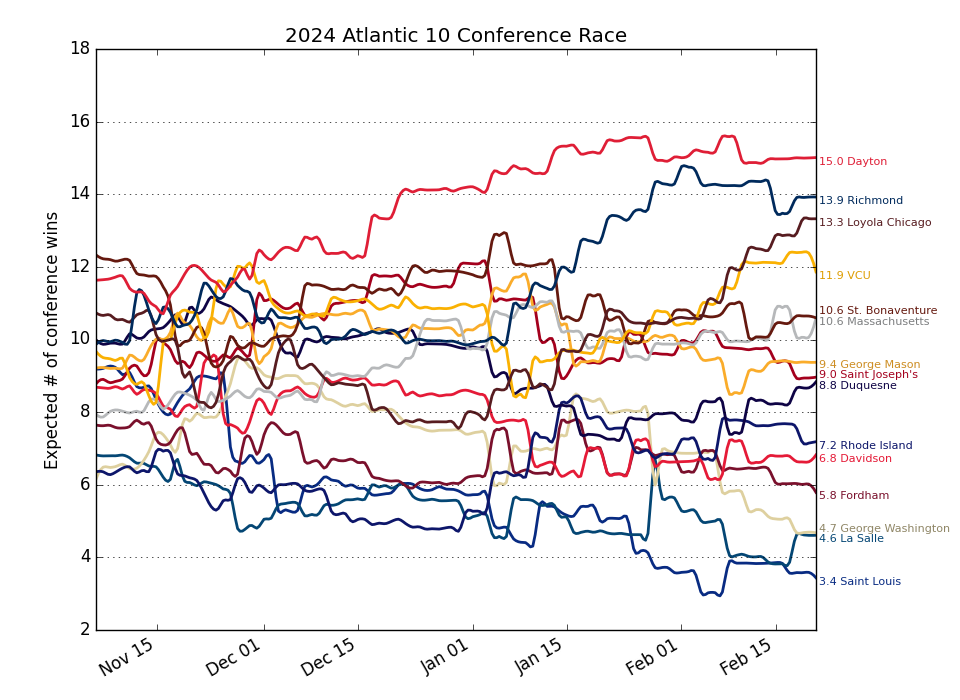 2024 Atlantic 10 Conference Race
Expected # of conference wins
18
16
14
12
10
8
6
4
2
Nov 15
Dec 01
Dec 15
Jan 01
Jan 15
Feb 01
Feb 15
15.0 Dayton
13.9 Richmond
13.3 Loyola Chicago
11.9 VCU
10.6 St. Bonaventure
10.6 Massachusetts
9.4 George Mason
9.0 Saint Joseph's
8.8 Duquesne
7.2 Rhode Island
6.8 Davidson
5.8 Fordham
4.7 George Washington
4.6 La Salle
3.4 Saint Louis